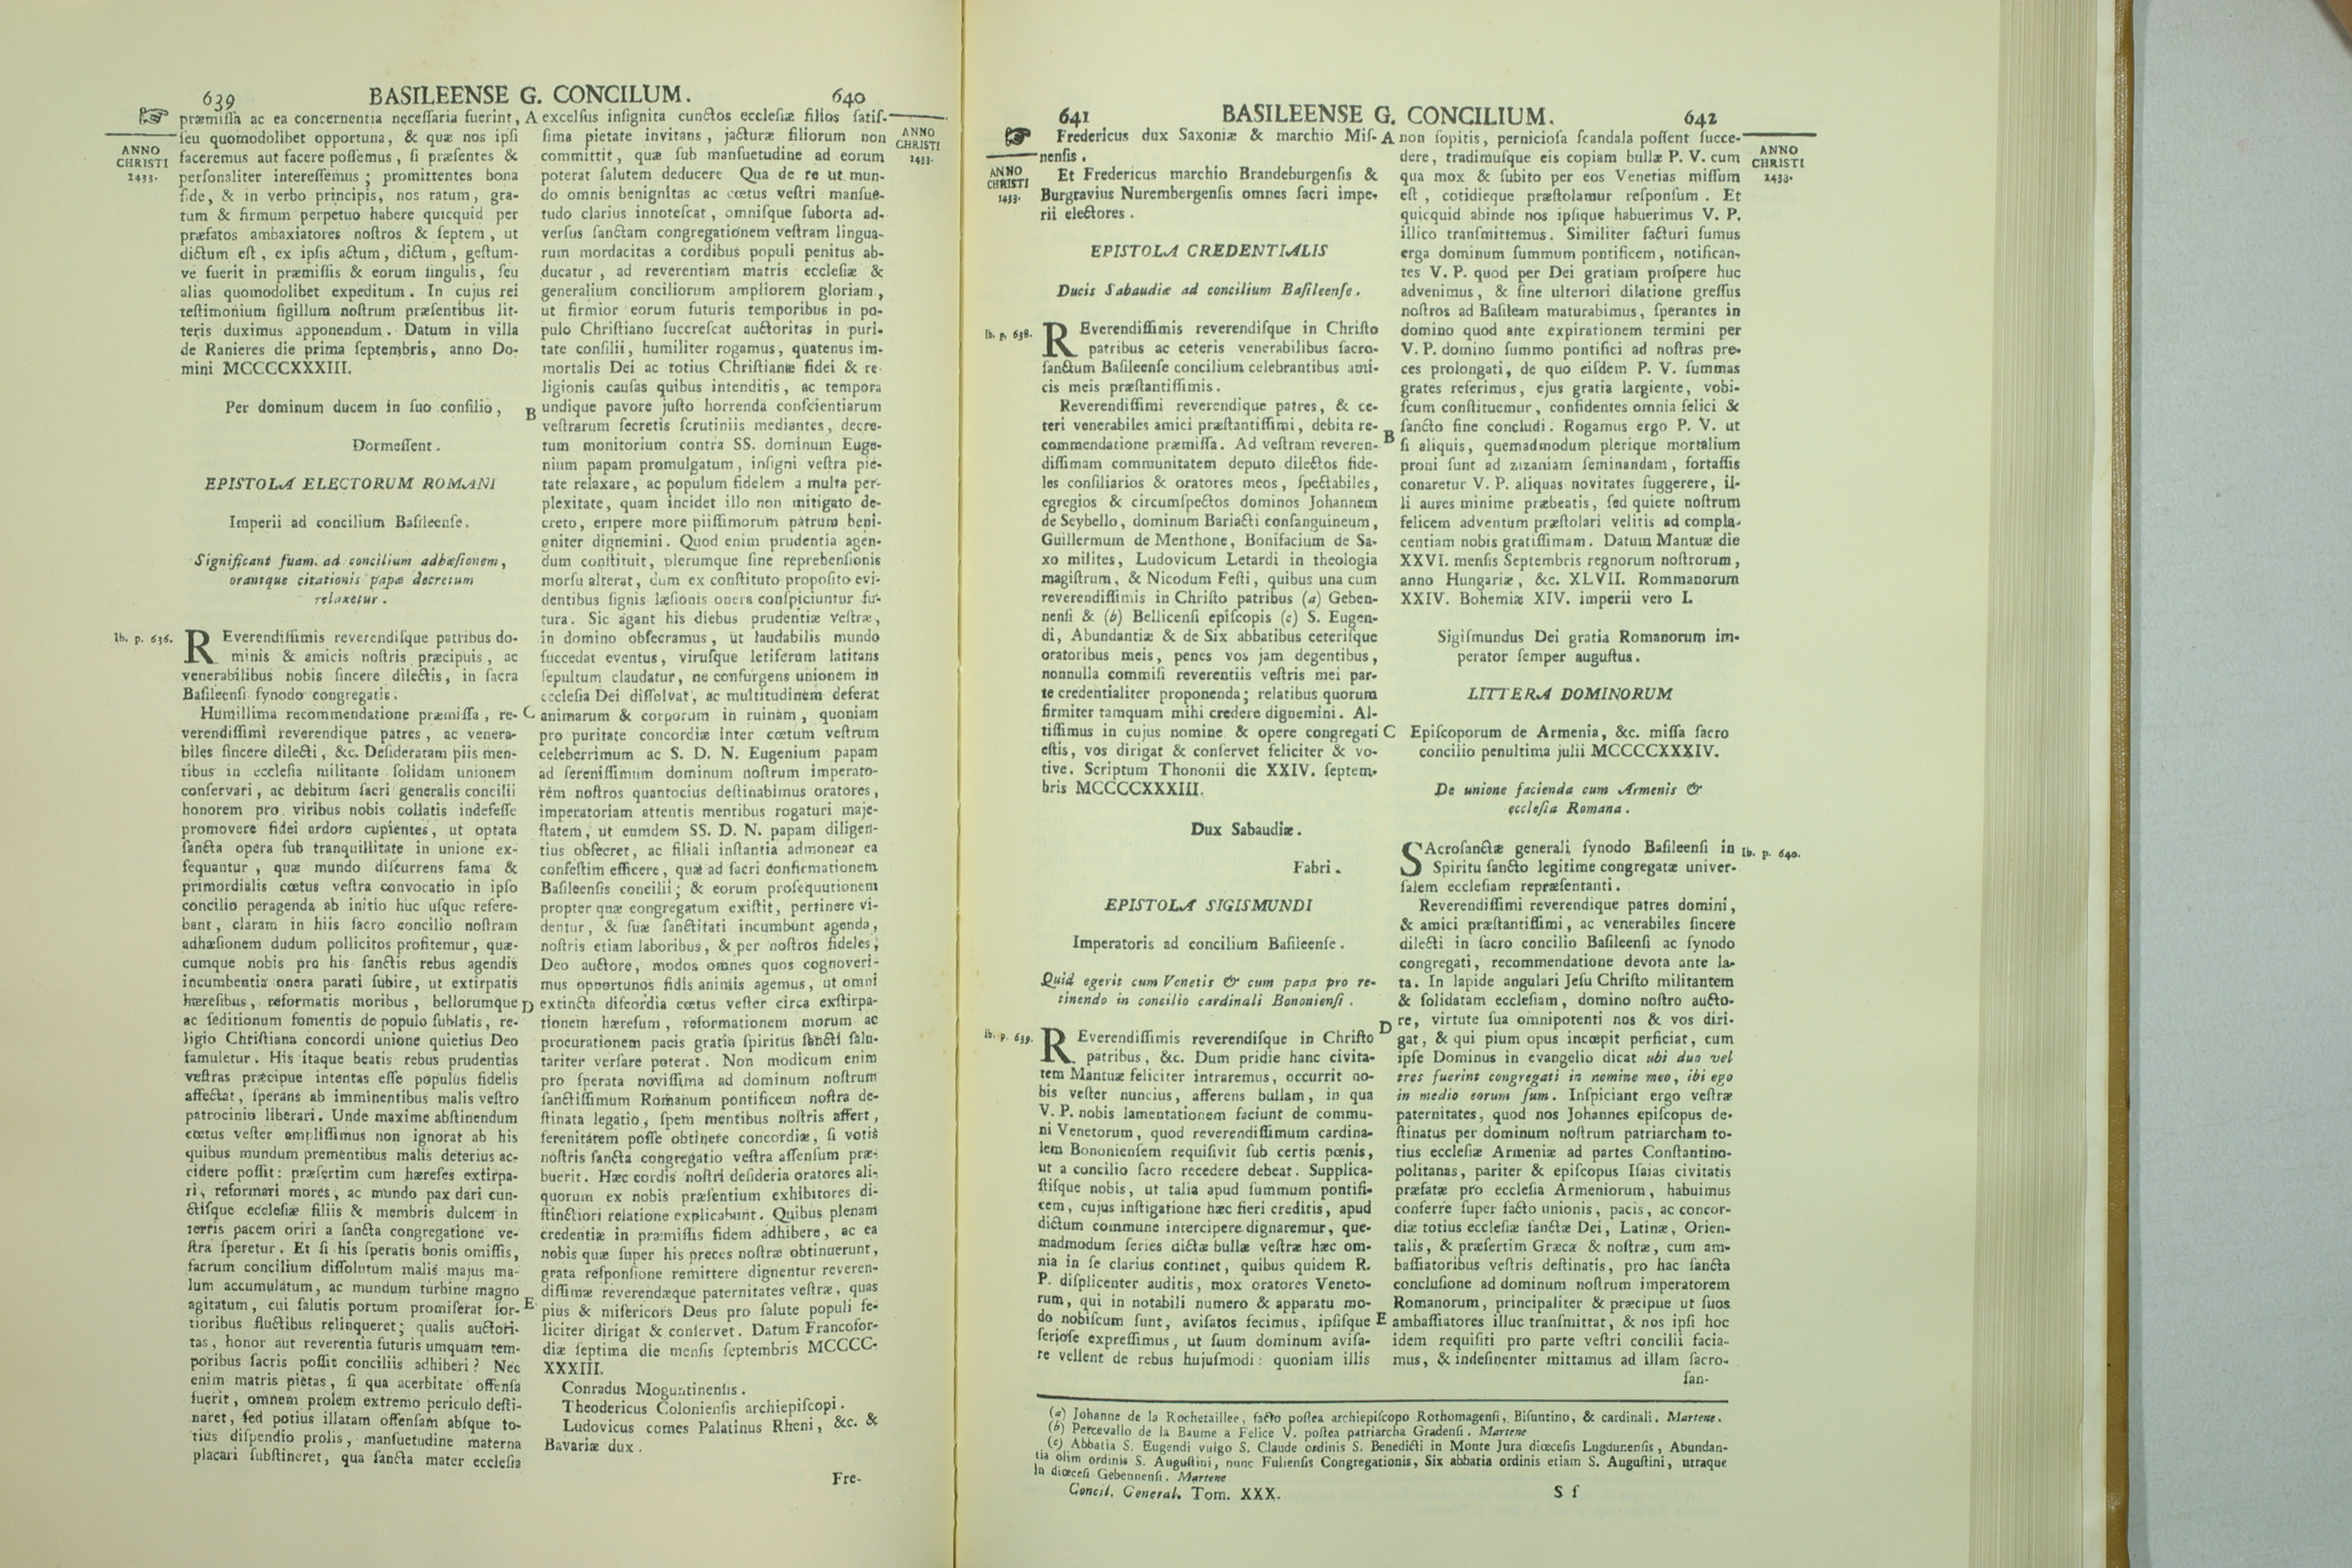 639
BASILEENSE G. CONCILUM.
640
ANNO
CHRISTI
1433.
præmiſſa ac ea concernentia neceſſaria fuerint,
ſeu quomodolibet opportuna, & quæ nos ipſi
faceremus aut facere poſſemus, ſi præſentes &
perſonaliter intereſſemus; promittentes bona
fide, & in verbo principis, nos ratum, gra-
tum & firmum perpetuo habere quicquid per
præfatos ambaxiatores noſtros & ſeptem, ut
dictum eſt, ex ipſis actum, dictum, geſtum-
ve fuerit in præmiſſis & eorum ſingulis, ſeu
alias quomodolibet expeditum. In cujus rei
teſtimonium ſigillum noſtrum præſentibus lit-
teris duximus apponendum. Datum in villa
de Ranieres die prima ſeptembris, anno Do-
mini MCCCCXXXIII.
Per dominum ducem in ſuo conſilio,
Dormeſſent.
EPISTOLA ELECTORUM ROMANI
Imperii ad concilium Baſileenſe.
Significant ſuam ad concilium adhæſionem,
orantque citationis papæ decretum
relaxetur.
Ib. p. 636.
REverendiſſimis reverendiſque patribus do-
minis & amicis noſtris præcipuis, ac
venerabilibus nobis ſincere dilectis, in ſacra
Baſileenſi ſynodo congregatis.
Humillima recommendatione præmiſſa, re-
verendiſſimi reverendique patres, ac venera-
biles ſincere dilecti, &c. Deſideratam piis men-
tibus in eccleſia militante ſolidam unionem
conſervari, ac debitum ſacri generalis concilii
honorem pro viribus nobis collatis indefeſſe
promovere fidei ardore cupientes, ut optata
ſancta opera ſub tranquillitate in unione ex-
ſequantur, quæ mundo diſcurrens fama &
primordialis cœtus veſtra convocatio in ipſo
concilio peragenda ab initio huc uſque refere-
bant, claram in hiis ſacro concilio noſtram
adhæſionem dudum pollicitos profitemur, quæ-
cumque nobis pro his ſanctis rebus agendis
incumbentia onera parati ſubire, ut extirpatis
hæreſibus, reformatis moribus, bellorumque
ac ſeditionum fomentis de populo ſublatis, re-
ligio Chriſtiana concordi unione quietius Deo
famuletur. His itaque beatis rebus prudentias
veſtras præcipue intentas eſſe populus fidelis
affectat, ſperans ab imminentibus malis veſtro
patrocinio liberari. Unde maxime abſtinendum
cœtus veſter ampliſſimus non ignorat ab his
quibus mundum prementibus malis deterius ac-
cidere poſſit: præſertim cum hæreſes extirpa-
ri, reformari mores, ac mundo pax dari cun-
ctiſque eccleſiæ filiis & membris dulcem in
terris pacem oriri a ſancta congregatione ve-
ſtra ſperetur. Et ſi his ſperatis bonis omiſſis,
ſacrum concilium diſſolutum malis majus ma-
lum accumulatum, ac mundum turbine magno
agitatum, cui ſalutis portum promiſerat for-
tioribus fluctibus relinqueret; qualis auctori-
tas, honor aut reverentia futuris umquam tem-
poribus ſacris poſſit conciliis adhiberi? Nec
enim matris pietas, ſi qua acerbitate offenſa
fuerit, omnem prolem extremo periculo deſti-
naret, ſed potius illatam offenſam abſque to-
tius diſpendio prolis, manſuetudine materna
placari ſubſtineret, qua ſancta mater eccleſia
A
B
C
D
E
excelſus inſignita cunctos eccleſiæ filios ſatiſ-
ſima pietate invitans, jacturæ filiorum non
committit, quæ ſub manſuetudine ad eorum
poterat ſalutem deducere Qua de re ut mun-
do omnis benignitas ac cœtus veſtri manſue-
tudo clarius innoteſcat, omniſque ſuborta ad-
verſus ſanctam congregationem veſtram lingua-
rum mordacitas a cordibus populi penitus ab-
ducatur, ad reverentiam matris eccleſiæ &
generalium conciliorum ampliorem gloriam,
ut firmior eorum futuris temporibus in po-
pulo Chriſtiano ſuccreſcat auctoritas in puri-
tate conſilii, humiliter rogamus, quatenus im-
mortalis Dei ac totius Chriſtianæ fidei & re-
ligionis cauſas quibus intenditis, ac tempora
undique pavore juſto horrenda conſcientiarum
veſtrarum ſecretis ſcrutiniis mediantes, decre-
tum monitorium contra SS. dominum Euge-
nium papam promulgatum, inſigni veſtra pie-
tate relaxare, ac populum fidelem a multa per-
plexitate, quam incidet illo non mitigato de-
creto, eripere more piiſſimorum patrum beni-
gniter dignemini. Quod enim prudentia agen-
dum conſtituit, plerumque ſine reprehenſionis
morſu alterat, dum ex conſtituto propoſito evi-
dentibus ſignis læſionis onera conſpiciuntur fu-
tura. Sic agant his diebus prudentiæ veſtræ,
in domino obſecramus, ut laudabilis mundo
ſuccedat eventus, viruſque letiferum latitans
ſepultum claudatur, ne conſurgens unionem in
eccleſia Dei diſſolvat, ac multitudinem deferat
animarum & corporum in ruinam, quoniam
pro puritate concordiæ inter cœtum veſtrum
celeberrimum ac S. D. N. Eugenium papam
ad ſereniſſimum dominum noſtrum imperato-
rem noſtros quantocius deſtinabimus oratores,
imperatoriam attentis mentibus rogaturi maje-
ſtatem, ut eumdem SS. D. N. papam diligen-
tius obſecret, ac filiali inſtantia admonear ea
confeſtim efficere, quæ ad ſacri confirmationem
Baſileenſis concilii; & eorum proſequutionem
propter quæ congregatum exiſtit, pertinere vi-
dentur, & ſuæ ſanctitati incumbunt agenda,
noſtris etiam laboribus, & per noſtros fideles,
Deo auctore, modos omnes quos cognoveri-
mus opportunos fidis animis agemus, ut omni
extincta diſcordia cœtus veſter circa exſtirpa-
tionem hæreſum, reformationem morum ac
procurationem pacis gratia ſpiritus ſancti ſalu-
tariter verſare poterat. Non modicum enim
pro ſperata noviſſima ad dominum noſtrum
ſanctiſſimum Romanum pontificem noſtra de-
ſtinata legatio, ſpem mentibus noſtris affert,
ſerenitatem poſſe obtinere concordiæ, ſi votis
noſtris ſancta congregatio veſtra aſſenſum præ-
buerit. Hæc cordis noſtri deſideria oratores ali-
quorum ex nobis præſentium exhibitores di-
ſtinctiori relatione explicabunt. Quibus plenam
credentiæ in præmiſſis fidem adhibere, ac ea
nobis quæ ſuper his preces noſtræ obtinuerunt,
grata reſponſione remittere dignentur reveren-
diſſimæ reverendæque paternitates veſtræ, quas
pius & miſericors Deus pro ſalute populi fe-
liciter dirigat & conſervet. Datum Francofor-
diæ ſeptima die menſis ſeptembris MCCCC-
XXXIII.
Conradus Moguntinenſis.
Theodericus Colonienſis archiepiſcopi.
Ludovicus comes Palatinus Rheni, &c. &
Bavariæ dux.
Fre-
ANNO
CHRISTI
1433.
641
BASILEENSE G. CONCILIUM.
642
ANNO
CHRISTI
1433.
Fredericus dux Saxoniæ & marchio Miſ-
nenſis.
Et Fredericus marchio Brandeburgenſis &
Burgravius Nurembergenſis omnes ſacri impe-
rii electores.
EPISTOLA CREDENTIALIS
Ducis Sabaudiæ ad concilium Baſileenſe.
Ib. p. 638.
REverendiſſimis reverendiſque in Chriſto
patribus ac ceteris venerabilibus ſacro-
ſanctum Baſileenſe concilium celebrantibus ami-
cis meis præſtantiſſimis.
Reverendiſſimi reverendique patres, & ce-
teri venerabiles amici præſtantiſſimi, debita re-
commendatione præmiſſa. Ad veſtram reveren-
diſſimam communitatem deputo dilectos fide-
les conſiliarios & oratores meos, ſpectabiles,
egregios & circumſpectos dominos Johannem
de Seybello, dominum Bariacti conſanguineum,
Guillermum de Menthone, Bonifacium de Sa-
xo milites, Ludovicum Letardi in theologia
magiſtrum, & Nicodum Feſti, quibus una cum
reverendiſſimis in Chriſto patribus (a) Geben-
nenſi & (b) Bellicenſi epiſcopis (c) S. Eugen-
di, Abundantiæ & de Six abbatibus ceteriſque
oratoribus meis, penes vos jam degentibus,
nonnulla commiſi reverentiis veſtris mei par-
te credentialiter proponenda; relatibus quorum
firmiter tamquam mihi credere dignemini. Al-
tiſſimus in cujus nomine & opere congregati
eſtis, vos dirigat & conſervet feliciter & vo-
tive. Scriptum Thononii die XXIV. ſeptem-
bris MCCCCXXXIII.
Dux Sabaudiæ.
Fabri.
EPISTOLA SIGISMUNDI
Imperatoris ad concilium Baſileenſe.
Quid egerit cum Venetis & cum papa pro re-
tinendo in concilio cardinali Bononienſi.
Ib. p. 639.
REverendiſſimis reverendiſque in Chriſto
patribus, &c. Dum pridie hanc civita-
tem Mantuæ feliciter intraremus, occurrit no-
bis veſter nuncius, afferens bullam, in qua
V. P. nobis lamentationem faciunt de commu-
ni Venetorum, quod reverendiſſimum cardina-
lem Bononienſem requiſivit ſub certis pœnis,
ut a concilio ſacro recedere debeat. Supplica-
ſtiſque nobis, ut talia apud ſummum pontifi-
cem, cujus inſtigatione hæc fieri creditis, apud
dictum commune intercipere dignaremur, que-
madmodum ſeries dictæ bullæ veſtræ hæc om-
nia in ſe clarius continet, quibus quidem R.
P. diſplicenter auditis, mox oratores Veneto-
rum, qui in notabili numero & apparatu mo-
do nobiſcum ſunt, aviſatos fecimus, ipſiſque
ſerioſe expreſſimus, ut ſuum dominum aviſa-
re vellent de rebus hujuſmodi: quoniam illis
A
B
C
D
E
non ſopitis, pernicioſa ſcandala poſſent ſucce-
dere, tradimuſque eis copiam bullæ P. V. cum
qua mox & ſubito per eos Venetias miſſum
eſt, cotidieque præſtolamur reſponſum. Et
quicquid abinde nos ipſique habuerimus V. P.
illico tranſmittemus. Similiter facturi ſumus
erga dominum ſummum pontificem, notifican-
tes V. P. quod per Dei gratiam proſpere huc
advenimus, & ſine ulteriori dilatione greſſus
noſtros ad Baſileam maturabimus, ſperantes in
domino quod ante expirationem termini per
V. P. domino ſummo pontifici ad noſtras pre-
ces prolongati, de quo eiſdem P. V. ſummas
grates referimus, ejus gratia largiente, vobi-
ſcum conſtituemur, confidentes omnia felici &
ſancto fine concludi. Rogamus ergo P. V. ut
ſi aliquis, quemadmodum plerique mortalium
proni ſunt ad zizaniam ſeminandam, fortaſſis
conaretur V. P. aliquas novitates ſuggerere, il-
li aures minime præbeatis, ſed quiete noſtrum
felicem adventum præſtolari velitis ad compla-
centiam nobis gratiſſimam. Datum Mantuæ die
XXVI. menſis Septembris regnorum noſtrorum,
anno Hungariæ, &c. XLVII. Rommanorum
XXIV. Bohemiæ XIV. imperii vero I.
Sigiſmundus Dei gratia Romanorum im-
perator ſemper auguſtus.
LITTERA DOMINORUM
Epiſcoporum de Armenia, &c. miſſa ſacro
concilio penultima julii MCCCCXXXIV.
De unione facienda cum Armenis &
eccleſia Romana.
SAcroſanctæ generali ſynodo Baſileenſi in
Spiritu ſancto legitime congregatæ univer-
ſalem eccleſiam repræſentanti.
Ib. p. 640.
Reverendiſſimi reverendique patres domini,
& amici præſtantiſſimi, ac venerabiles ſincere
dilecti in ſacro concilio Baſileenſi ac ſynodo
congregati, recommendatione devota ante la-
ta. In lapide angulari Jeſu Chriſto militantem
& ſolidatam eccleſiam, domino noſtro aucto-
re, virtute ſua omnipotenti nos & vos diri-
gat, & qui pium opus incœpit perficiat, cum
ipſe Dominus in evangelio dicat ubi duo vel
tres fuerint congregati in nomine meo, ibi ego
in medio eorum ſum. Inſpiciant ergo veſtræ
paternitates, quod nos Johannes epiſcopus de-
ſtinatus per dominum noſtrum patriarcham to-
tius eccleſiæ Armeniæ ad partes Conſtantino-
politanas, pariter & epiſcopus Iſaias civitatis
præfatæ pro eccleſia Armeniorum, habuimus
conferre ſuper facto unionis, pacis, ac concor-
diæ totius eccleſiæ ſanctæ Dei, Latinæ, Orien-
talis, & præſertim Græcæ & noſtræ, cum am-
baſſiatoribus veſtris deſtinatis, pro hac ſancta
concluſione ad dominum noſtrum imperatorem
Romanorum, principaliter & præcipue ut ſuos
ambaſſiatores illuc tranſmittat, & nos ipſi hoc
idem requiſiti pro parte veſtri concilii facia-
mus, & indeſinenter mittamus ad illam ſacro-
ſan-
ANNO
CHRISTI
1433.
(a) Johanne de la Rochetaillee, facto poſtea archiepiſcopo Rothomagenſi, Biſuntino, & cardinali. Martene.
(b) Percevallo de la Baume a Felice V. poſtea patriarcha Gradenſi. Martene
(c) Abbatia S. Eugendi vulgo S. Claude ordinis S. Benedicti in Monte Jura diœceſis Lugdunenſis, Abundan-
tia olim ordinis S. Auguſtini, nunc Fulienſis Congregationis, Six abbatia ordinis etiam S. Auguſtini, utraque
in diœceſi Gebennenſi. Martene
Concil. General. Tom. XXX.
S ſ